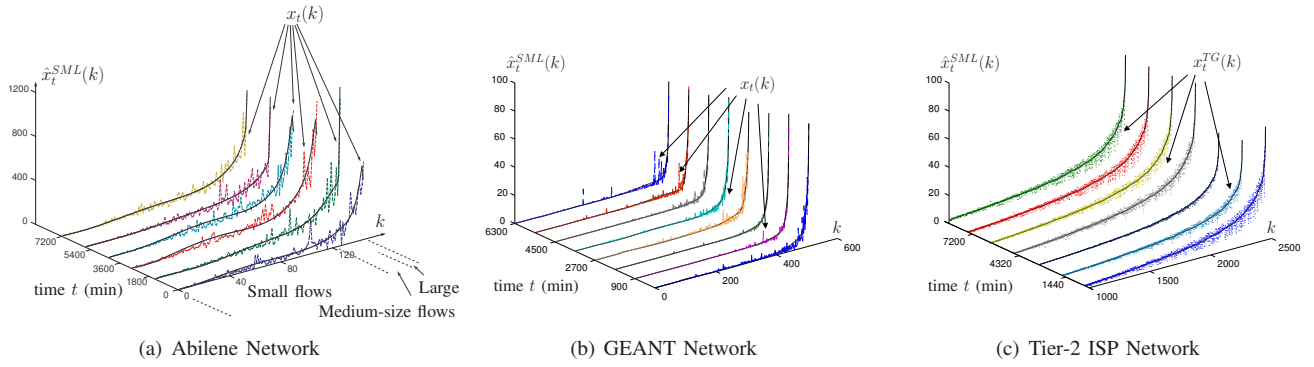 x_t(k)
x̂_t^{SML}(k)
1200
800
400
0
7200
5400
3600
1800
0
0
40
80
120
k
time t (min)
Small flows
Medium-size flows
Large
(a) Abilene Network
x̂_t^{SML}(k)
x_t(k)
100
80
60
40
20
0
6300
4500
2700
900
0
200
400
600
k
time t (min)
(b) GEANT Network
x̂_t^{SML}(k)
x_t^{TG}(k)
100
80
60
40
20
0
7200
4320
1440
1000
1500
2000
2500
k
time t (min)
(c) Tier-2 ISP Network